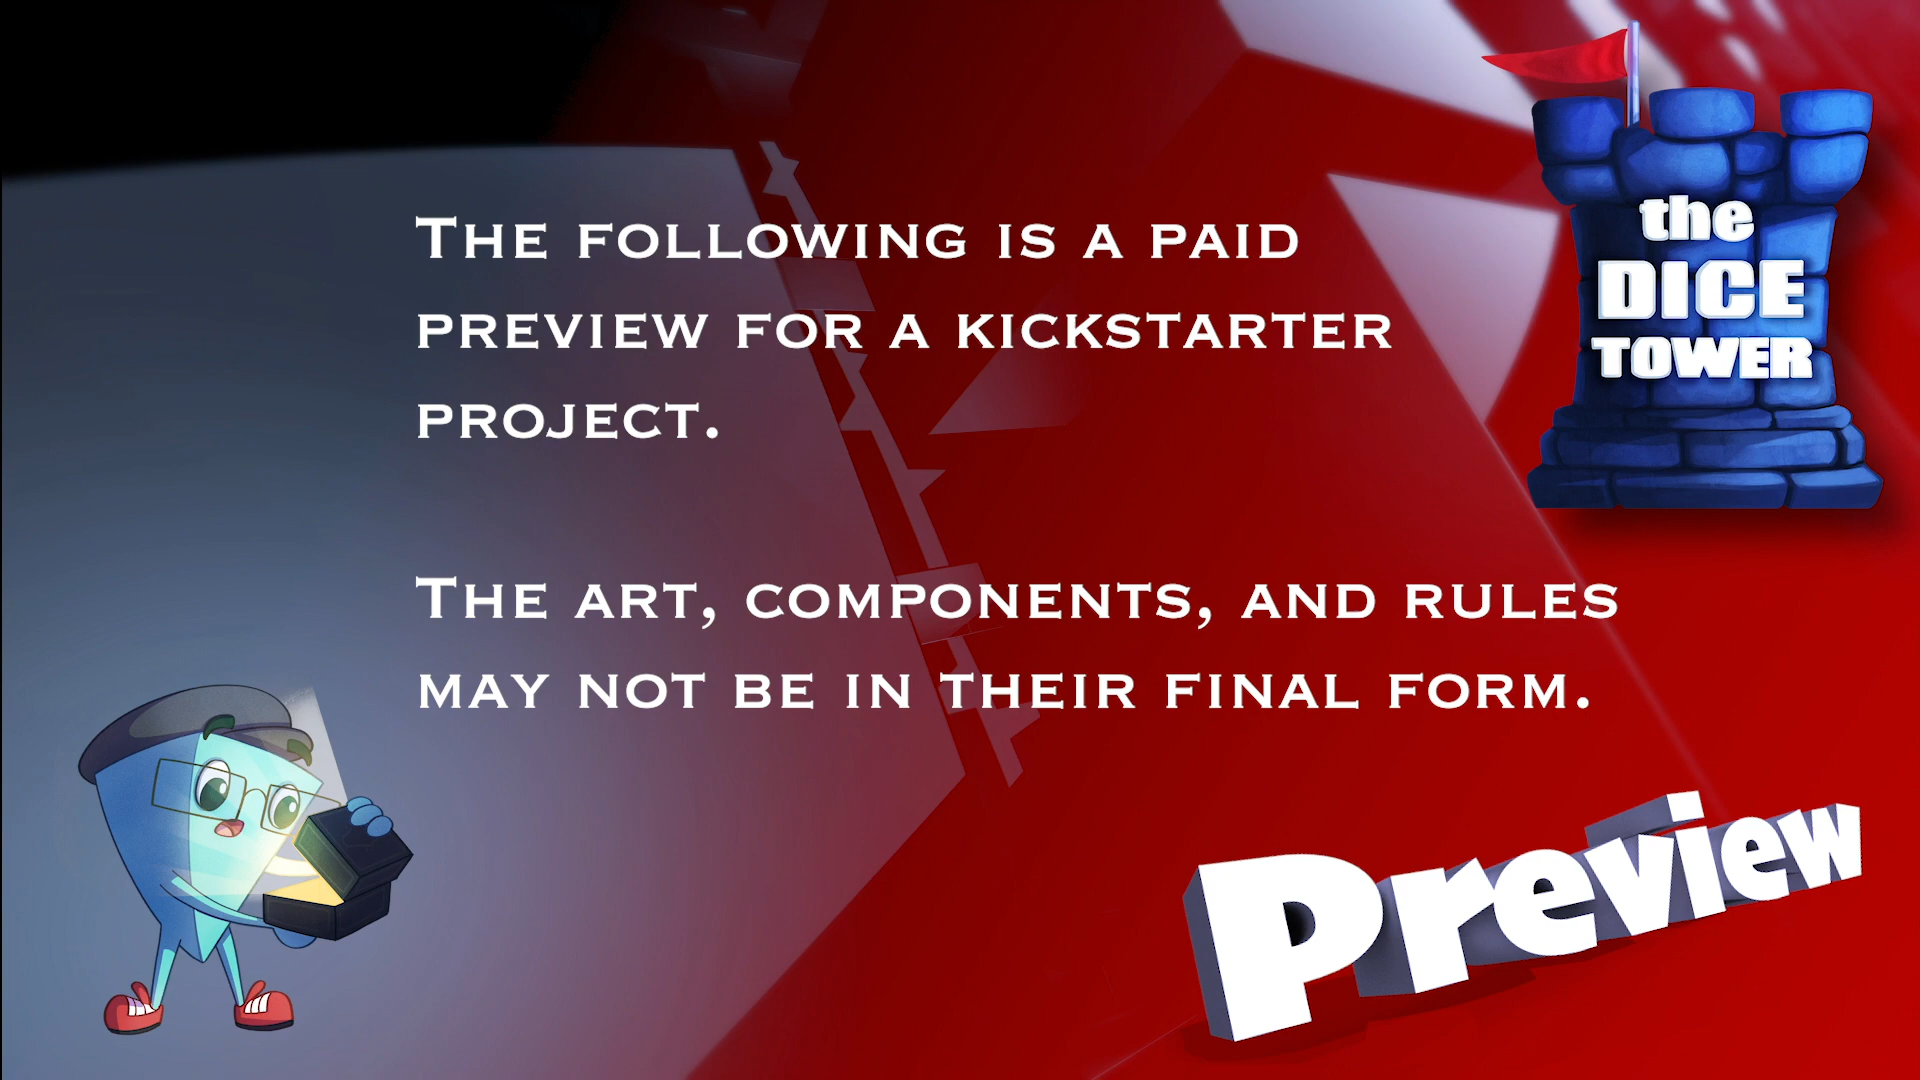 The following is a paid
preview for a kickstarter
project.
The art, components, and rules
may not be in their final form.
the
DICE
TOWER
Preview